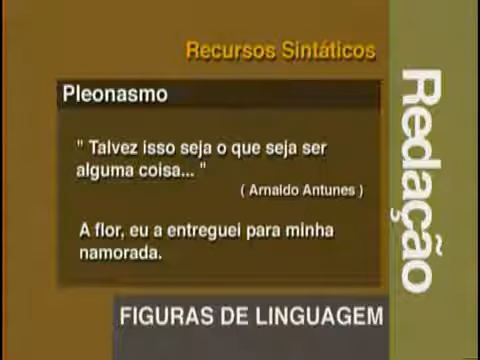 Recursos Sintáticos
Pleonasmo
" Talvez isso seja o que seja ser
alguma coisa... "
( Arnaldo Antunes )
A flor, eu a entreguei para minha
namorada.
FIGURAS DE LINGUAGEM
Redação